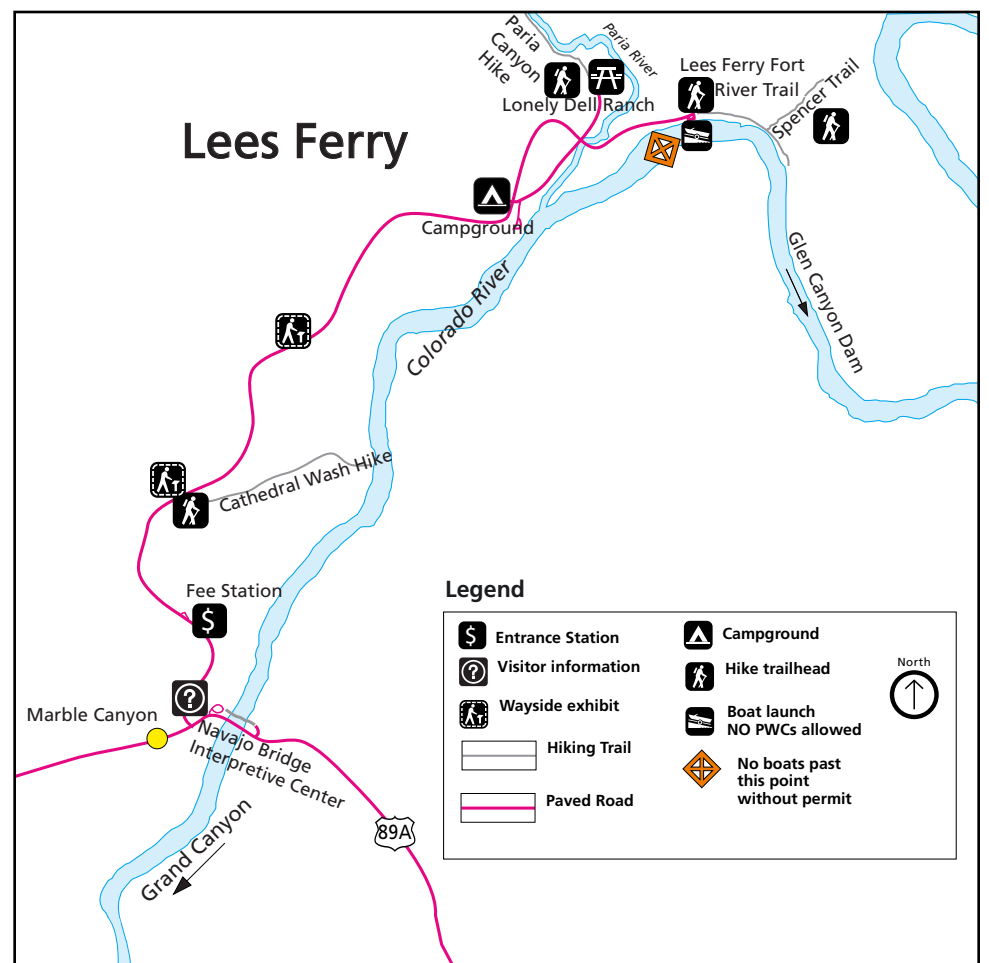 Paria
Canyon
Hike
Paria River
Lees Ferry Fort
River Trail
Lonely Dell Ranch
Spencer Trail
Lees Ferry
Campground
Colorado River
Glen Canyon Dam
Cathedral Wash Hike
Fee Station
$
?
Marble Canyon
Navajo Bridge
Interpretive Center
89A
Grand Canyon
Legend
$ Entrance Station
? Visitor information
Wayside exhibit
Hiking Trail
Paved Road
Campground
Hike trailhead
Boat launch
NO PWCs allowed
No boats past
this point
without permit
North